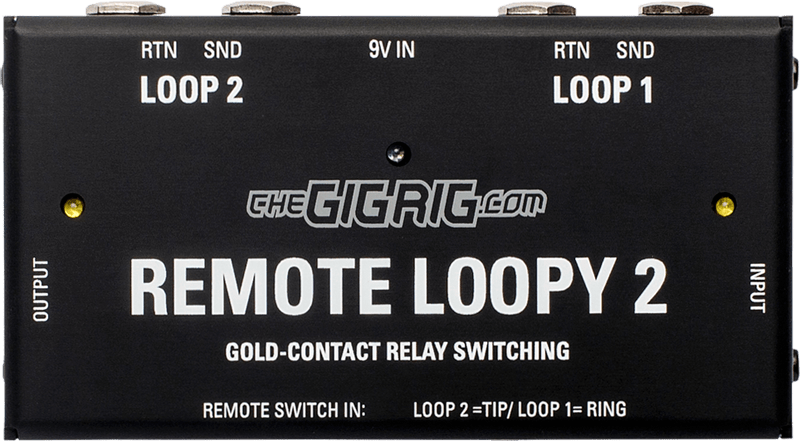 RTN SND 9V IN RTN SND
LOOP 2 LOOP 1
theGIGRIG.com
OUTPUT
INPUT
REMOTE LOOPY 2
GOLD-CONTACT RELAY SWITCHING
REMOTE SWITCH IN: LOOP 2 =TIP/ LOOP 1= RING